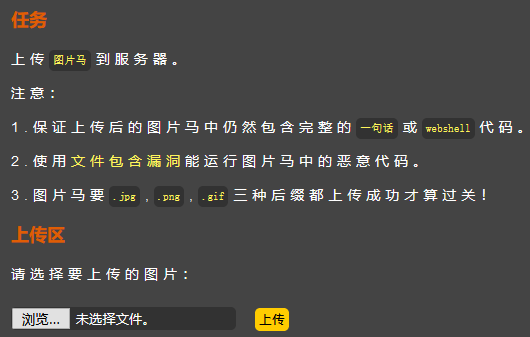 任务
上传 图片马 到服务器。
注意：
1.保证上传后的图片马中仍然包含完整的 一句话 或 webshell 代码。
2.使用文件包含漏洞能运行图片马中的恶意代码。
3.图片马要 .jpg , .png , .gif 三种后缀都上传成功才算过关！
上传区
请选择要上传的图片：
浏览... 未选择文件。 上传